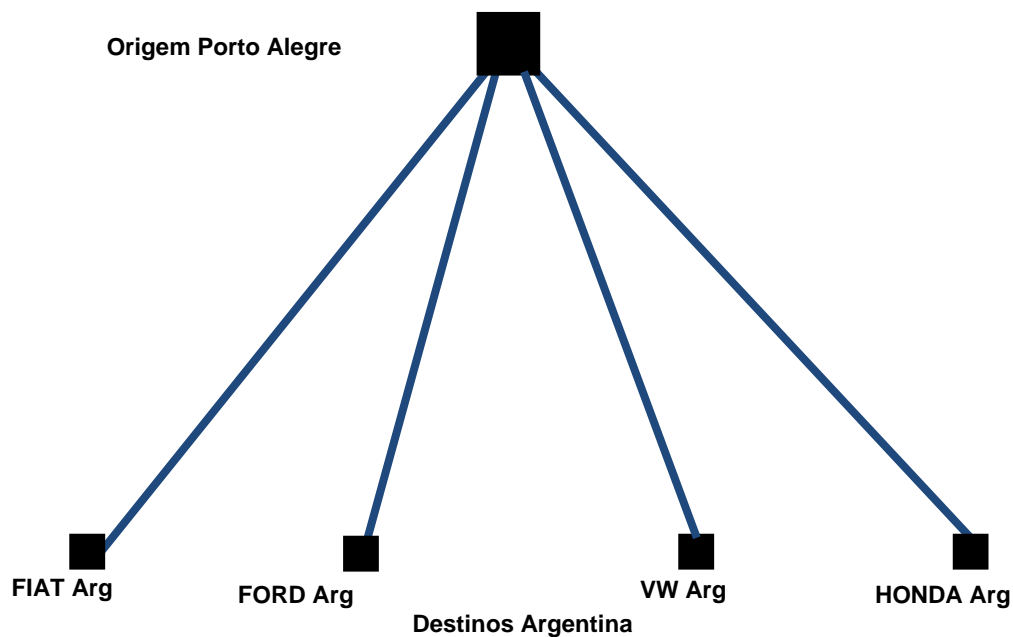 Origem Porto Alegre
FIAT Arg
FORD Arg
VW Arg
HONDA Arg
Destinos Argentina